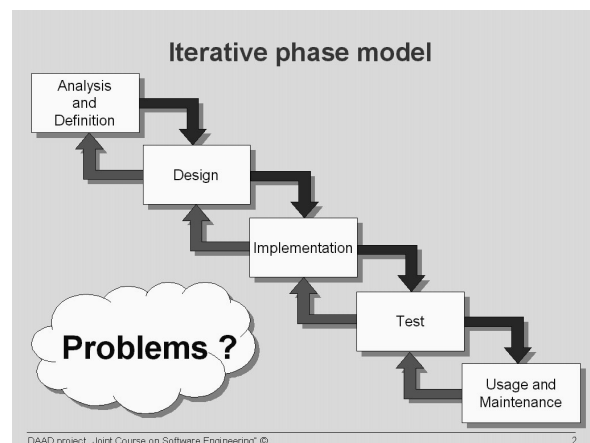 Iterative phase model
Analysis
and
Definition
Design
Implementation
Test
Usage and
Maintenance
Problems ?
DAAD project „Joint Course on Software Engineering" ©
2